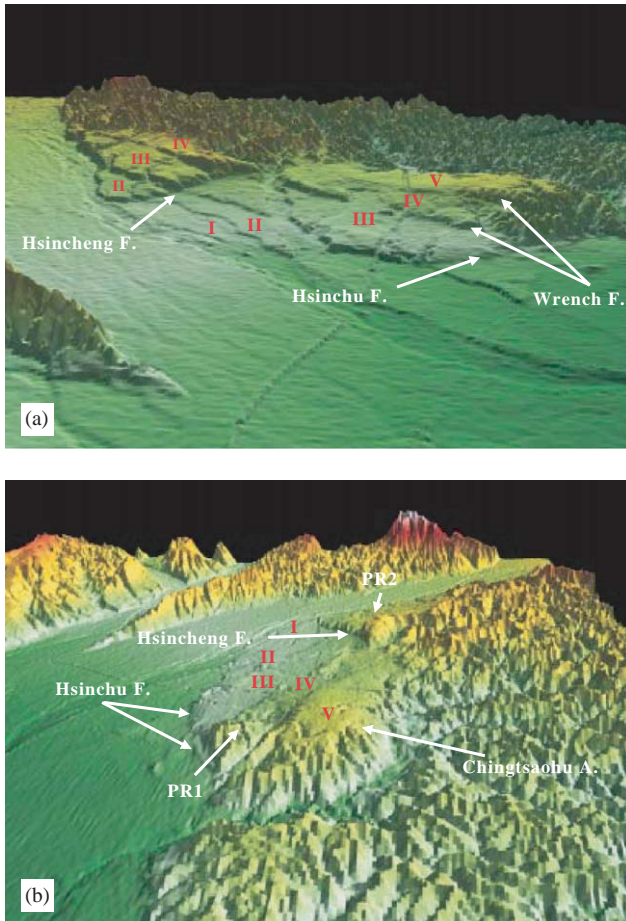 IV
III
II
V
IV
I
II
III
Hsincheng F.
Hsinchu F.
Wrench F.
(a)
PR2
I
Hsincheng F.
II
III
IV
Hsinchu F.
V
Chingtsaohu A.
PR1
(b)